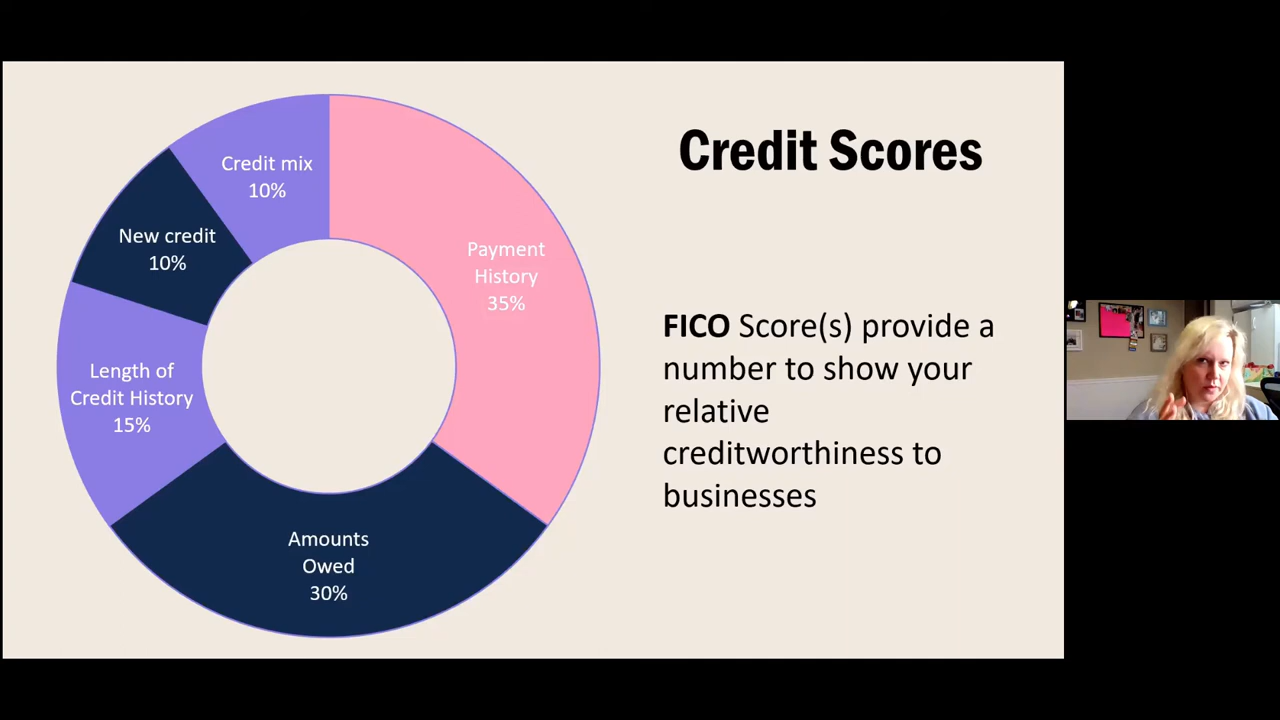 Credit Scores
Credit mix
10%
New credit
10%
Payment
History
35%
Length of
Credit History
15%
Amounts
Owed
30%
FICO Score(s) provide a
number to show your
relative
creditworthiness to
businesses